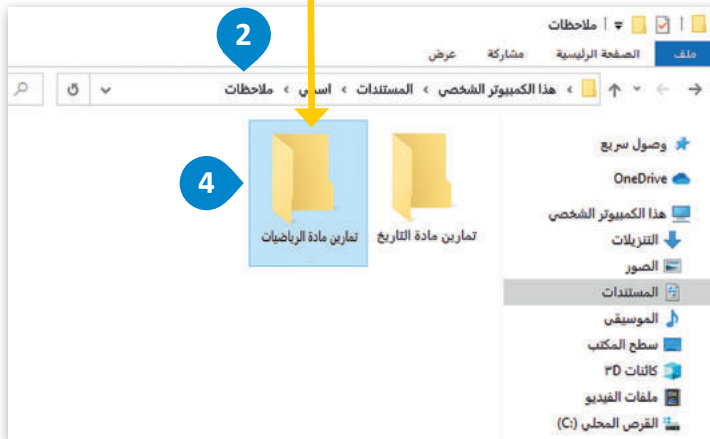 ملاحظات
ملف الصفحة الرئيسية مشاركة عرض
2
هذا الكمبيوتر الشخصي › المستندات › اسمي › ملاحظات
وصول سريع
OneDrive
هذا الكمبيوتر الشخصي
التنزيلات
الصور
المستندات
الموسيقى
سطح المكتب
كائنات 3D
ملفات الفيديو
القرص المحلي (C:)
تمارين مادة التاريخ
تمارين مادة الرياضيات
4